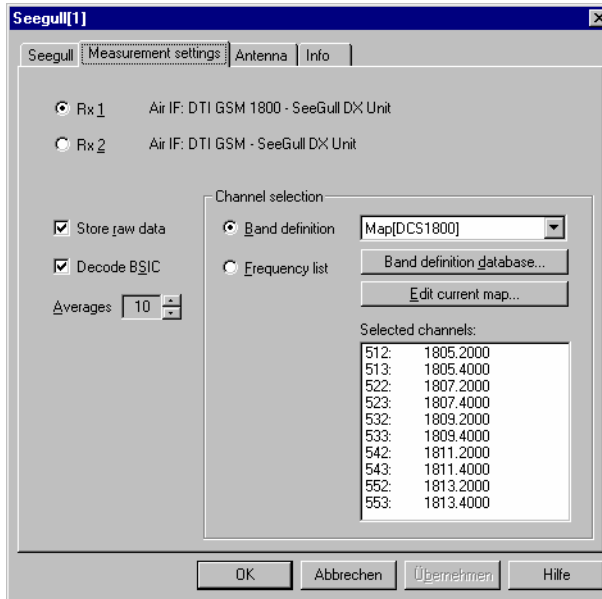 Seegull[1]
Seegull Measurement settings Antenna Info
Rx 1 Air IF: DTI GSM 1800 - SeeGull DX Unit
Rx 2 Air IF: DTI GSM - SeeGull DX Unit
Channel selection
Store raw data
Band definition
Map[DCS1800]
Decode BSIC
Frequency list
Band definition database...
Averages 10
Edit current map...
Selected channels:
512: 1805.2000
513: 1805.4000
522: 1807.2000
523: 1807.4000
532: 1809.2000
533: 1809.4000
542: 1811.2000
543: 1811.4000
552: 1813.2000
553: 1813.4000
OK Abbrechen Übernehmen Hilfe